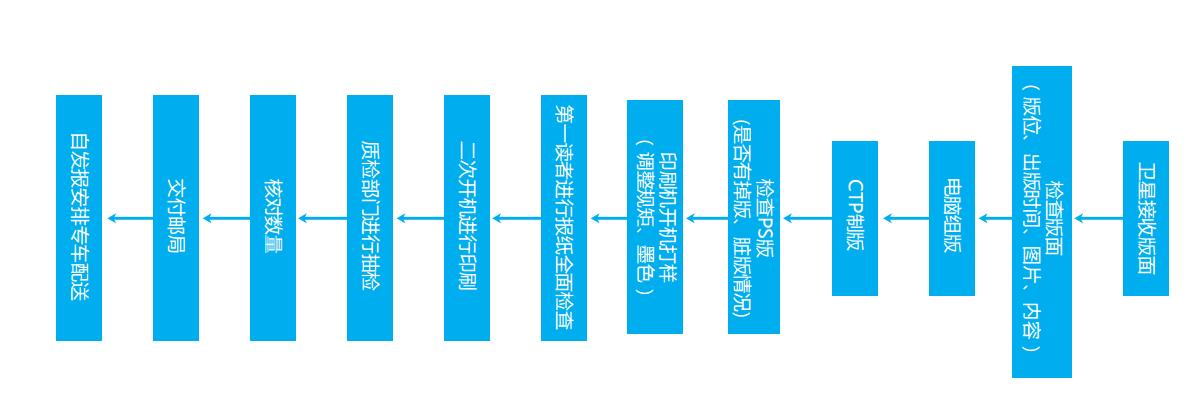 卫星接收版面
检查版面
（ 版位、 出版时间、 图片、内容 ）
电脑组版
CTP制版
检查PS版
(是否有掉版、脏版情况)
印刷机开机打样
（ 调整规矩、墨色 ）
第一读者进行报纸全面检查
二次开机进行印刷
质检部门进行抽检
核对数量
交付邮局
自发报安排专车配送